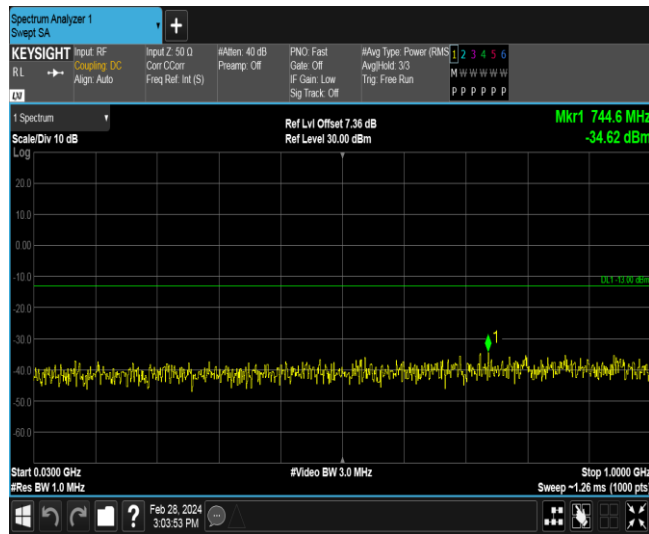 Spectrum Analyzer 1
Swept SA
+
KEYSIGHT
RL
LXI
Input: RF
Coupling: DC
Align: Auto
Input Z: 50 Ω
Corr CCorr
Freq Ref: Int (S)
#Atten: 40 dB
Preamp: Off
PNO: Fast
Gate: Off
IF Gain: Low
Sig Track: Off
#Avg Type: Power (RMS
Avg|Hold: 3/3
Trig: Free Run
1 2 3 4 5 6
M W W W W W
P P P P P P
1 Spectrum
Scale/Div 10 dB
Log
Ref Lvl Offset 7.36 dB
Ref Level 30.00 dBm
Mkr1 744.6 MHz
-34.62 dBm
20.0
10.0
0.00
-10.0
DL1 -13.00 dBm
-20.0
-30.0
1
-40.0
-50.0
-60.0
Start 0.0300 GHz
#Res BW 1.0 MHz
#Video BW 3.0 MHz
Stop 1.0000 GHz
Sweep ~1.26 ms (1000 pts)
?
Feb 28, 2024
3:03:53 PM